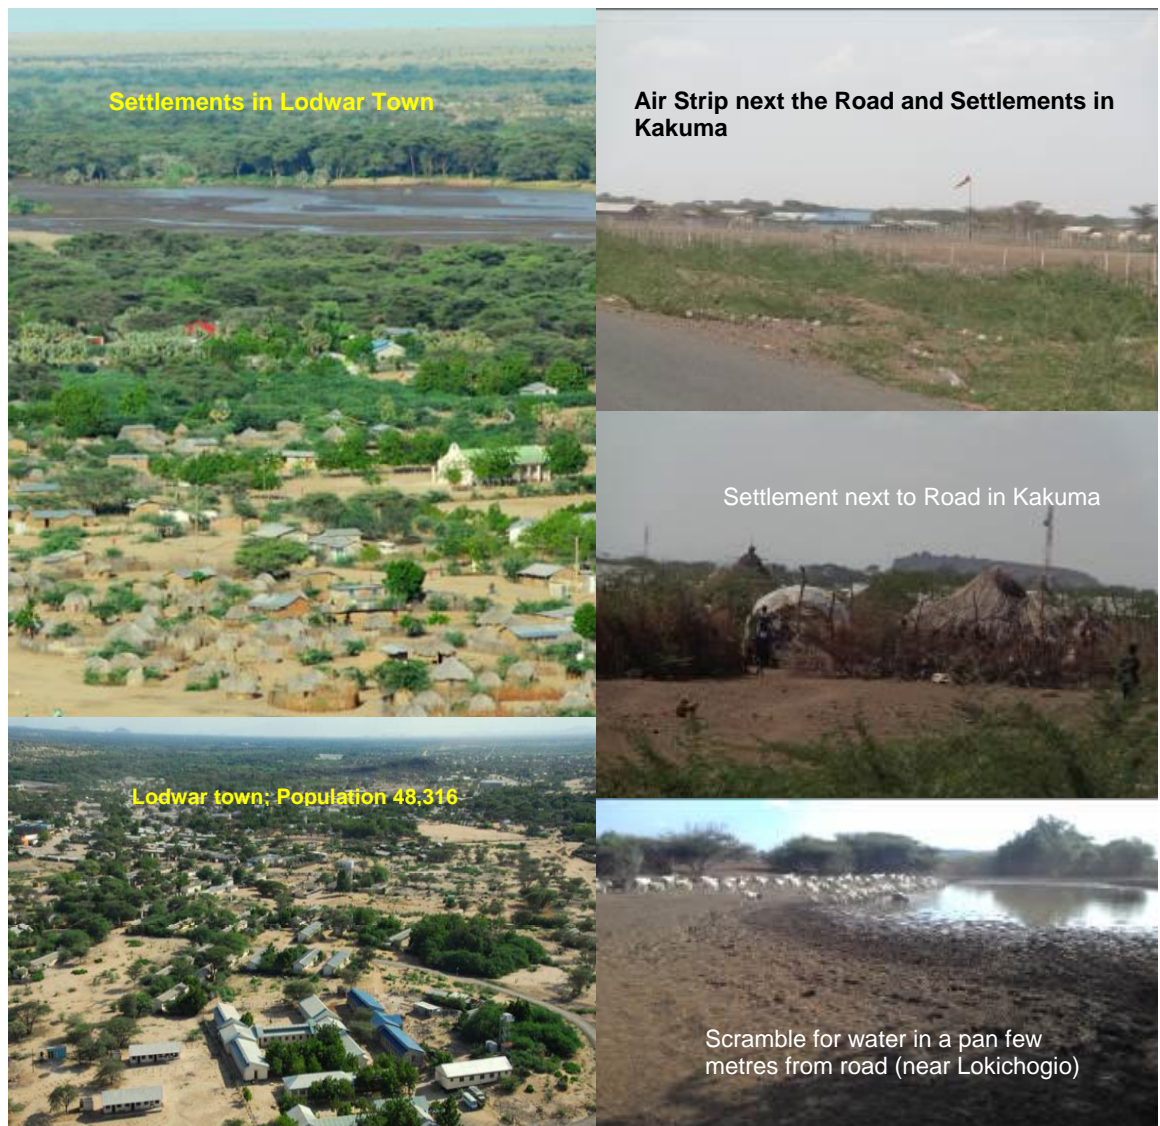 Settlements in Lodwar Town
Air Strip next the Road and Settlements in
Kakuma
Settlement next to Road in Kakuma
Lodwar town; Population 48,316
Scramble for water in a pan few
metres from road (near Lokichogio)